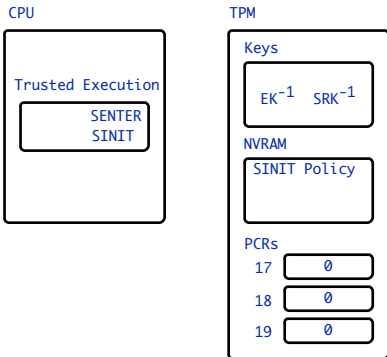 CPU
Trusted Execution
SENTER
SINIT
TPM
Keys
EK-1 SRK-1
NVRAM
SINIT Policy
PCRs
17 0
18 0
19 0